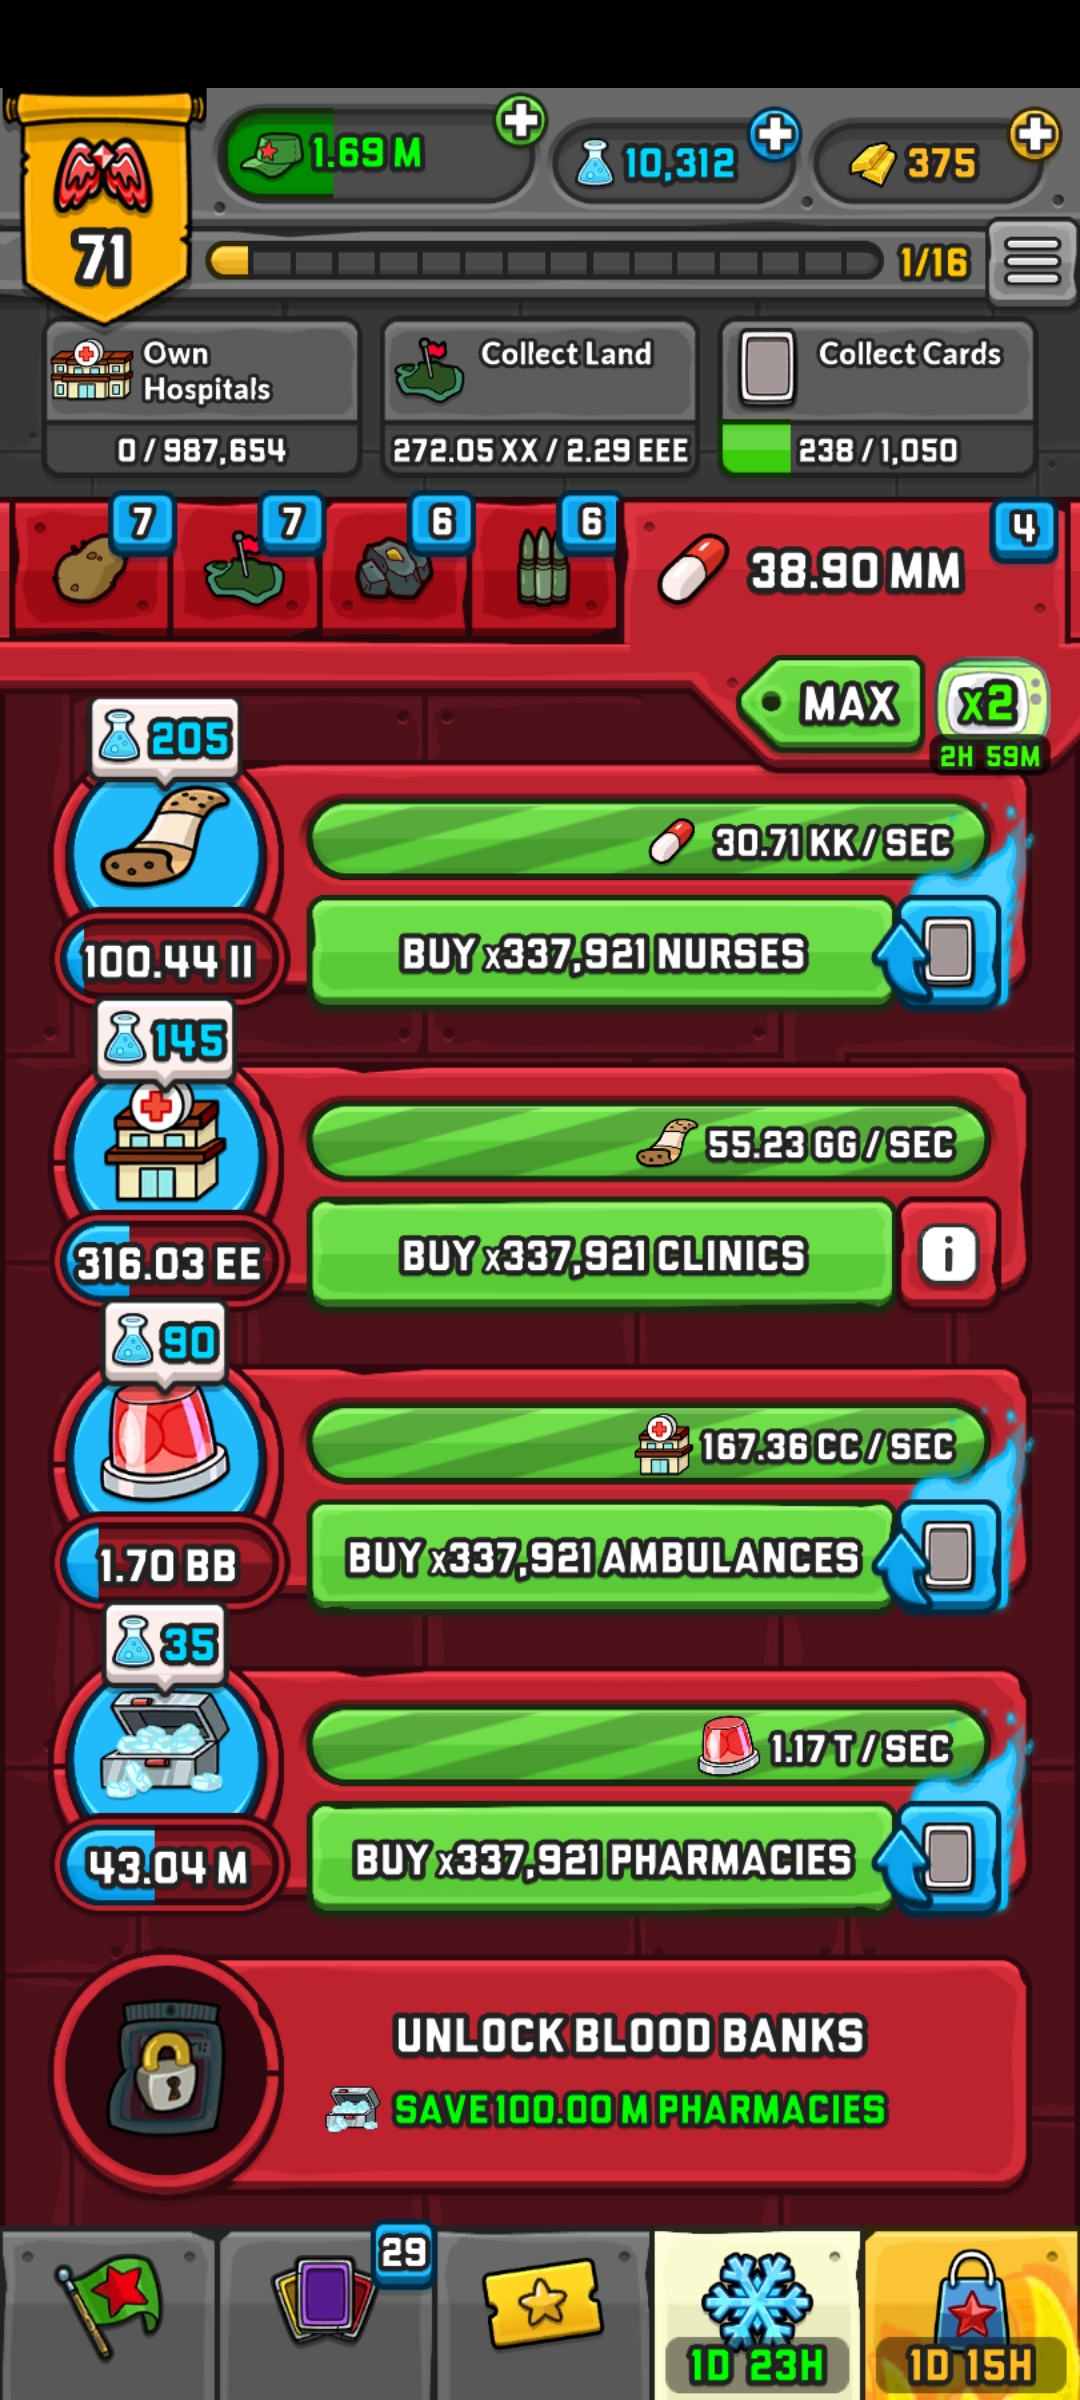 1.69 M
10,312
375
71
1/16
Own
Hospitals
0 / 987,654
Collect Land
272.05 XX / 2.29 EEE
Collect Cards
238 / 1,050
7
7
6
6
4
38.90 MM
MAX
x2
2H 59M
205
30.71 KK / SEC
BUY x337,921 NURSES
100.44 II
145
55.23 GG / SEC
BUY x337,921 CLINICS
i
316.03 EE
90
167.36 CC / SEC
BUY x337,921 AMBULANCES
1.70 BB
35
1.17 T / SEC
BUY x337,921 PHARMACIES
43.04 M
UNLOCK BLOOD BANKS
SAVE 100.00 M PHARMACIES
29
1D 23H
1D 15H